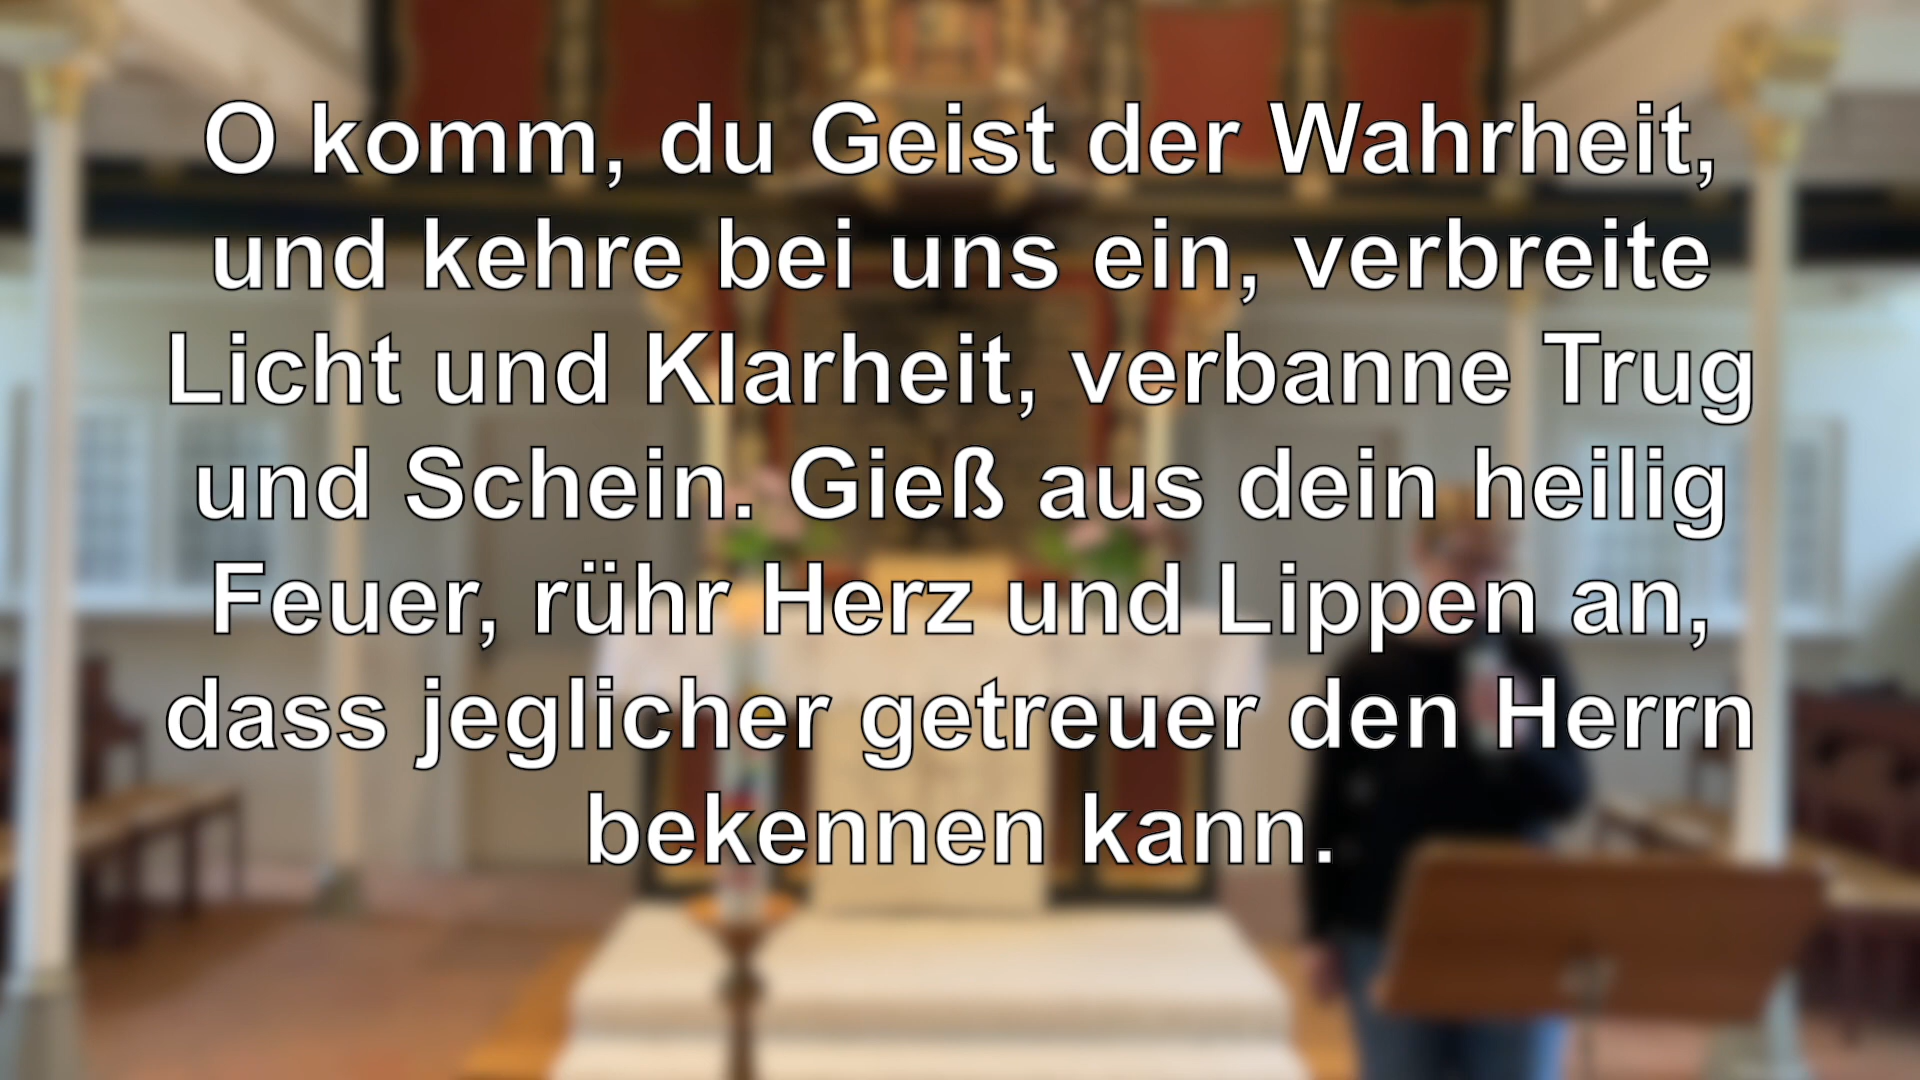 O komm, du Geist der Wahrheit,
und kehre bei uns ein, verbreite
Licht und Klarheit, verbanne Trug
und Schein. Gieß aus dein heilig
Feuer, rühr Herz und Lippen an,
dass jeglicher getreuer den Herrn
bekennen kann.